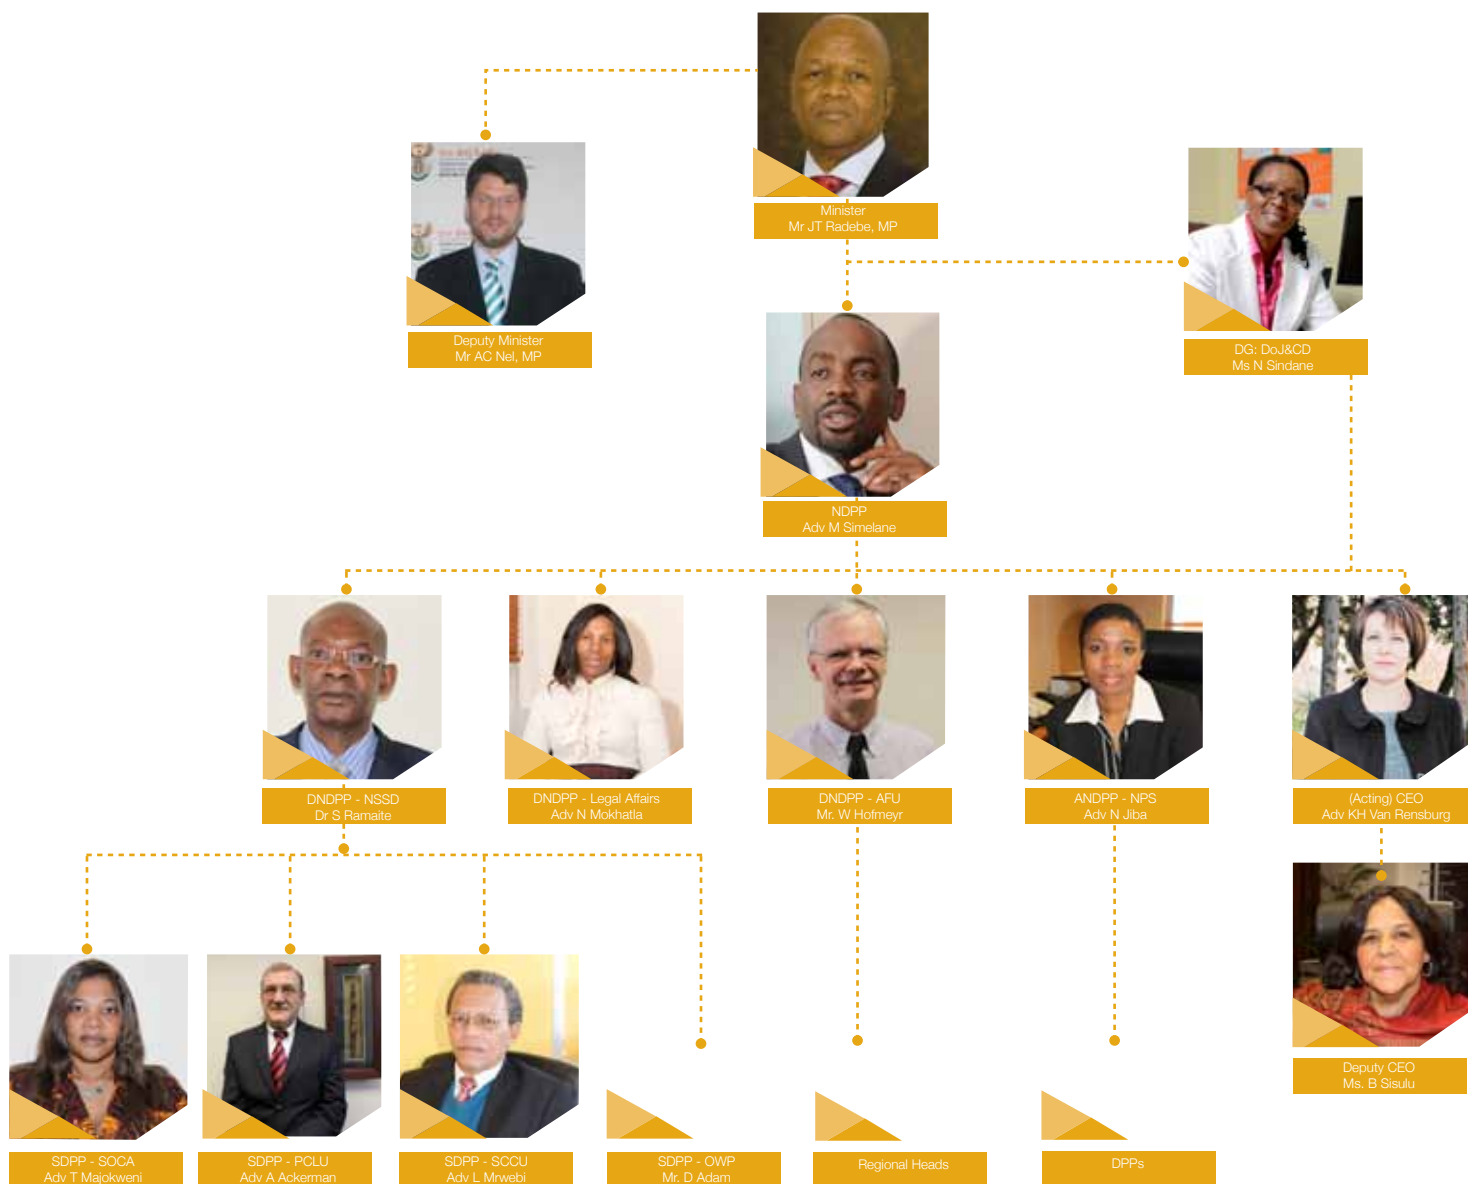 Minister
Mr JT Radebe, MP
Deputy Minister
Mr AC Nel, MP
DG: DoJ&CD
Ms N Sindane
NDPP
Adv M Simelane
DNDPP - NSSD
Dr S Ramaite
DNDPP - Legal Affairs
Adv N Mokhatla
DNDPP - AFU
Mr. W Hofmeyr
ANDPP - NPS
Adv N Jiba
(Acting) CEO
Adv KH Van Rensburg
Deputy CEO
Ms. B Sisulu
SDPP - SOCA
Adv T Majokweni
SDPP - PCLU
Adv A Ackerman
SDPP - SCCU
Adv L Mrwebi
SDPP - OWP
Mr. D Adam
Regional Heads
DPPs